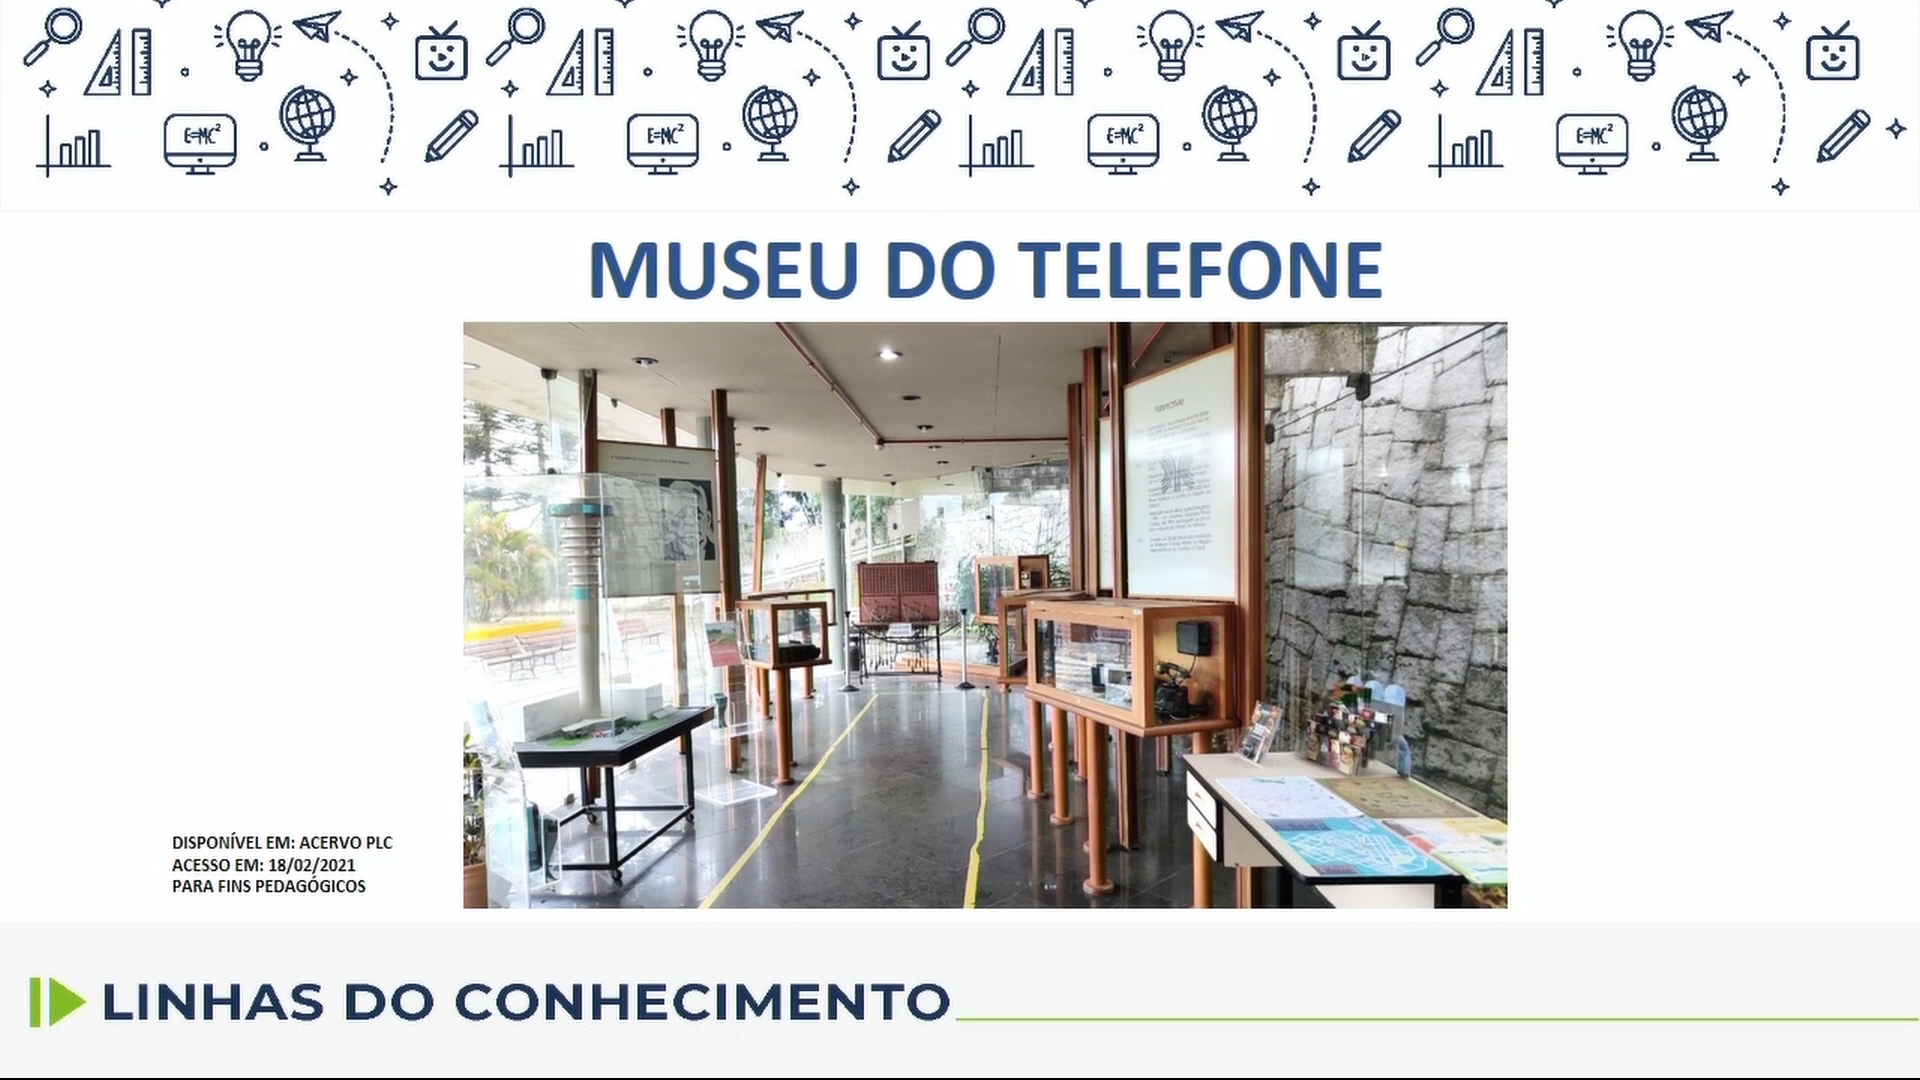 E=MC²
E=MC²
E=MC²
E=MC²
MUSEU DO TELEFONE
PERSPECTIVAS
DISPONÍVEL EM: ACERVO PLC
ACESSO EM: 18/02/2021
PARA FINS PEDAGÓGICOS
LINHAS DO CONHECIMENTO